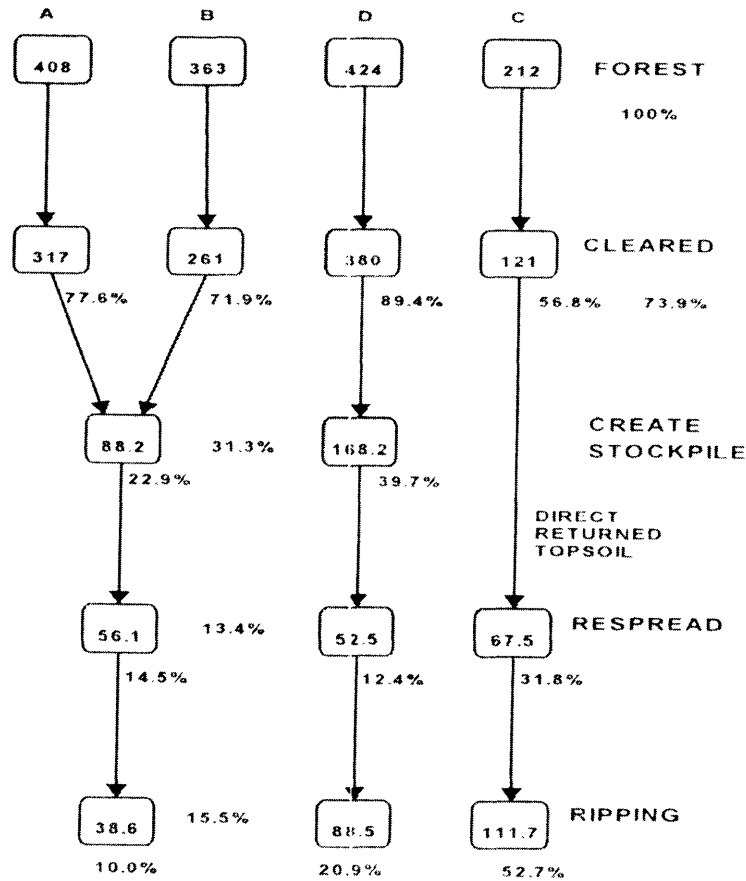 A B D C
408 363 424 212 FOREST
100%
317 261 380 121 CLEARED
77.6% 71.9% 89.4% 56.8% 73.9%
88.2 31.3% 168.2 CREATE
STOCKPILE
22.9% 39.7%
DIRECT
RETURNED
TOPSOIL
56.1 13.4% 52.5 67.5 RESPREAD
14.5% 12.4% 31.8%
38.6 15.5% 88.5 111.7 RIPPING
10.0% 20.9% 52.7%